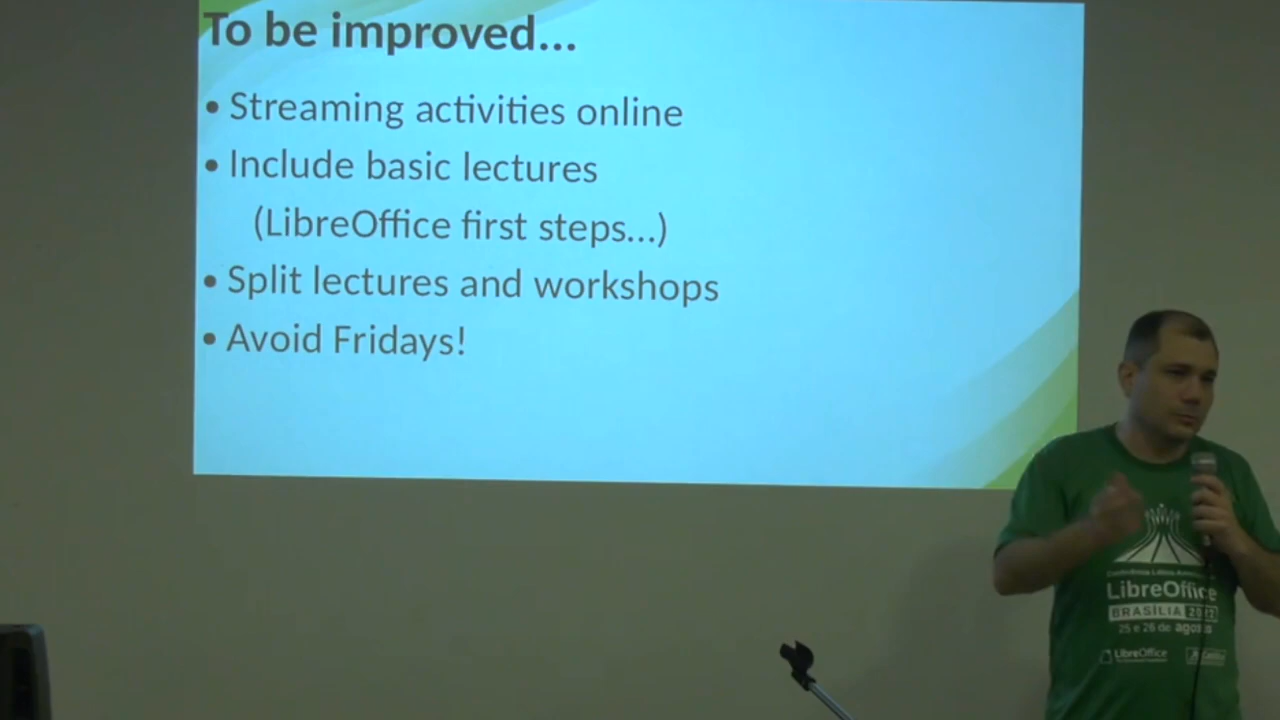 To be improved...
• Streaming activities online
• Include basic lectures
(LibreOffice first steps...)
• Split lectures and workshops
• Avoid Fridays!
LibreOffice
BRASÍLIA 2022
25 e 26 de agosto
LibreOffice